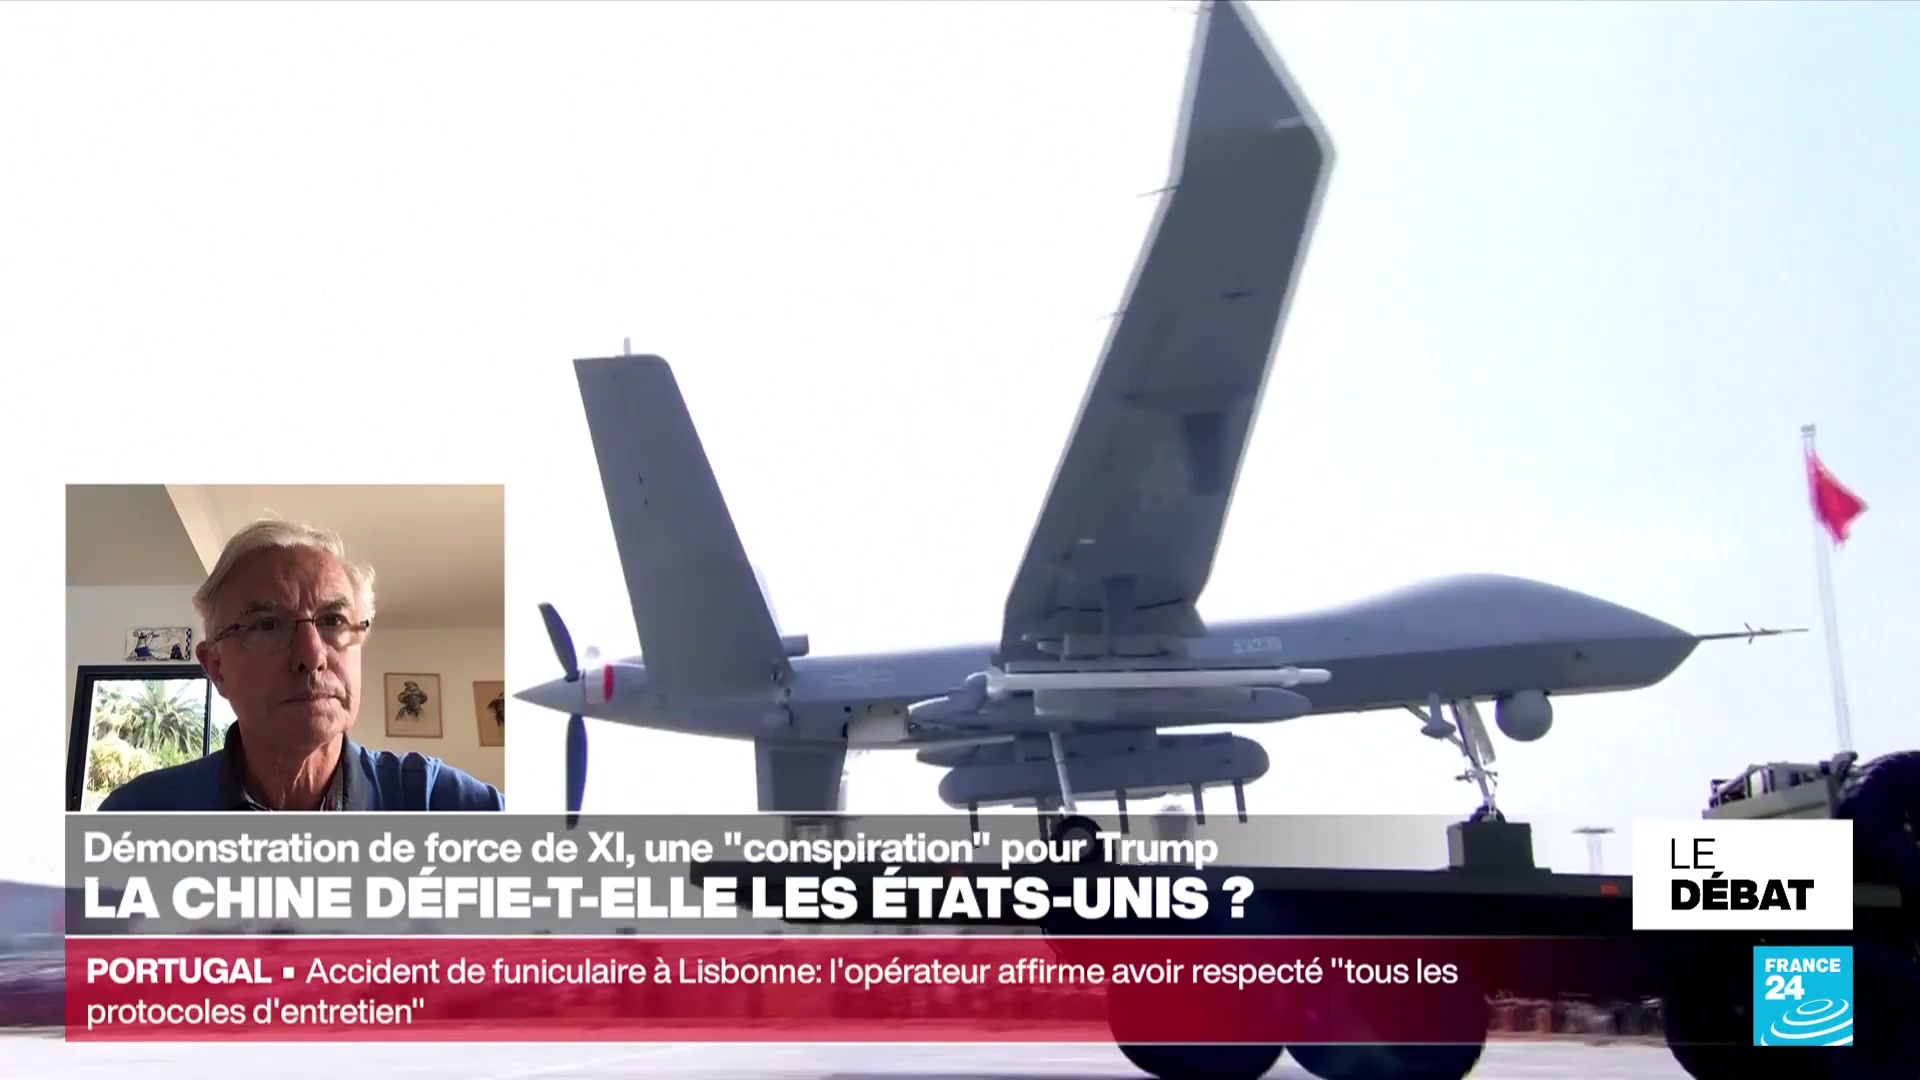 Démonstration de force de XI, une "conspiration" pour Trump
LA CHINE DÉFIE-T-ELLE LES ÉTATS-UNIS ?
LE
DÉBAT
PORTUGAL ▪ Accident de funiculaire à Lisbonne: l'opérateur affirme avoir respecté "tous les
protocoles d'entretien"
FRANCE
24